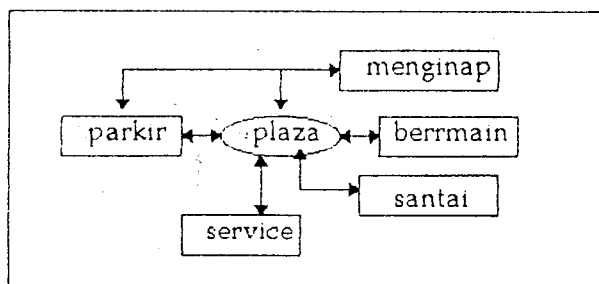 menginap
parkir
plaza
berrmain
santai
service